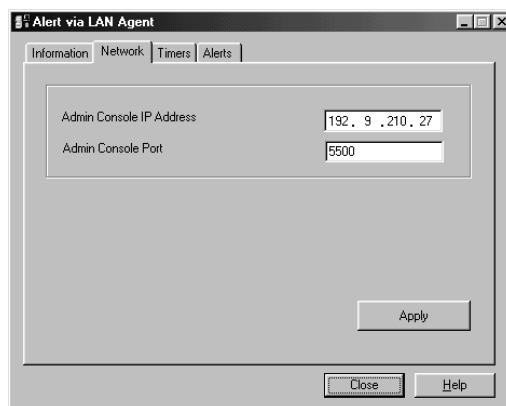 Alert via LAN Agent
Information Network Timers Alerts
Admin Console IP Address 192. 9 .210. 27
Admin Console Port 5500
Apply
Close Help